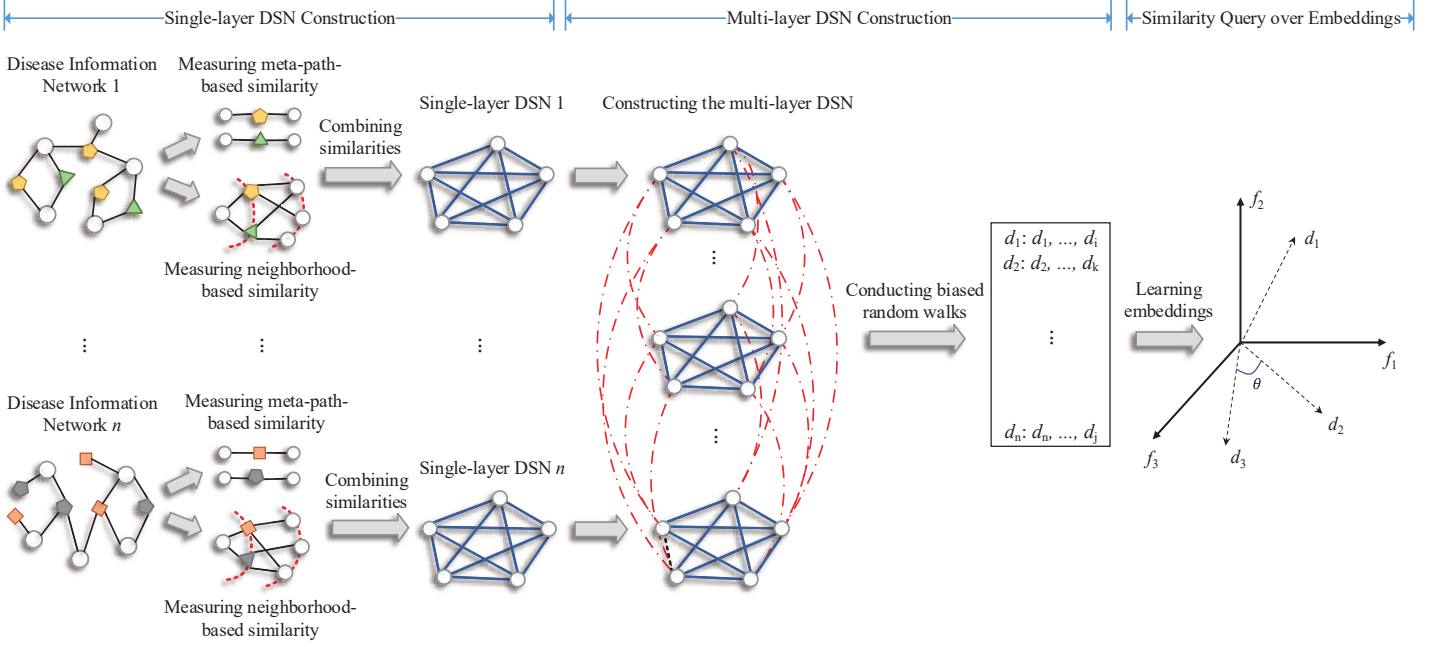 Single-layer DSN Construction
Multi-layer DSN Construction
Similarity Query over Embeddings
Disease Information
Network 1
Measuring meta-path-
based similarity
Combining
similarities
Measuring neighborhood-
based similarity
Single-layer DSN 1
Constructing the multi-layer DSN
...
...
...
...
...
Disease Information
Network n
Measuring meta-path-
based similarity
Combining
similarities
Measuring neighborhood-
based similarity
Single-layer DSN n
Conducting biased
random walks
d1: d1, ..., di
d2: d2, ..., dk
...
dn: dn, ..., dj
Learning
embeddings
f2
d1
f1
θ
d2
f3
d3